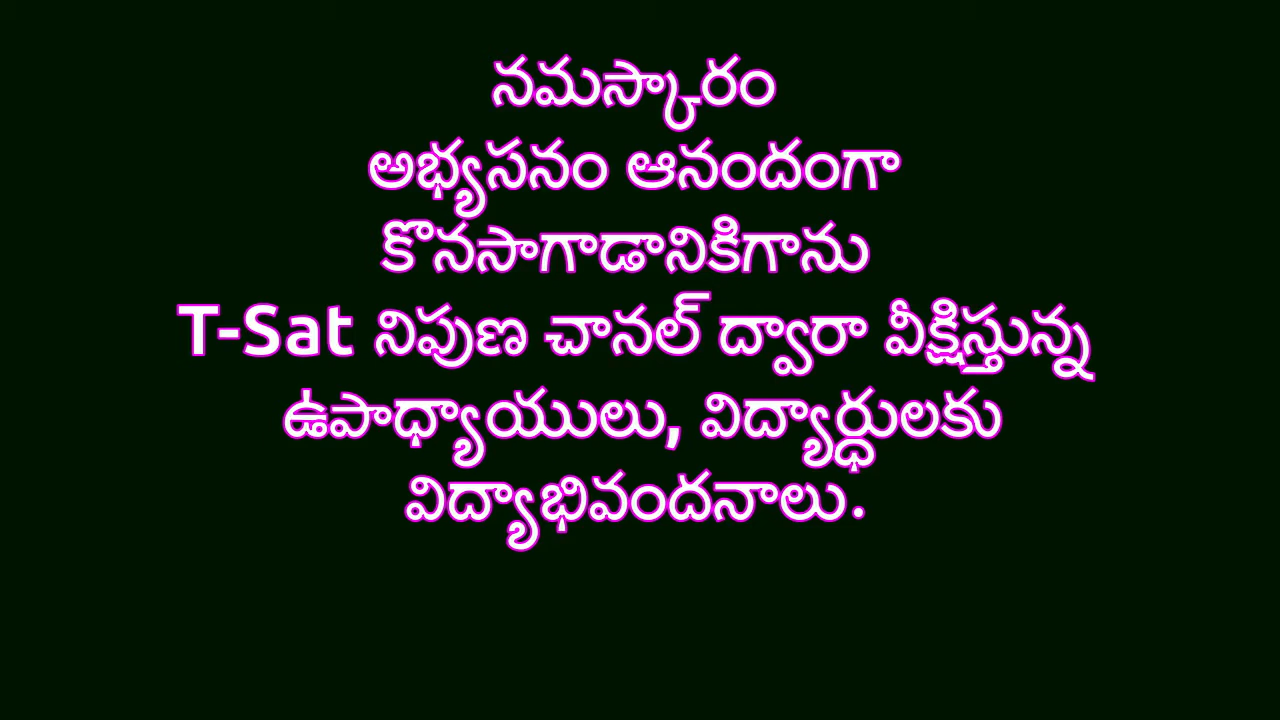 నమస్కారం
అభ్యసనం ఆనందంగా
కొనసాగాడానికిగాను
T-Sat నిపుణ చానల్ ద్వారా వీక్షిస్తున్న
ఉపాధ్యాయులు, విద్యార్ధులకు
విద్యాభివందనాలు.